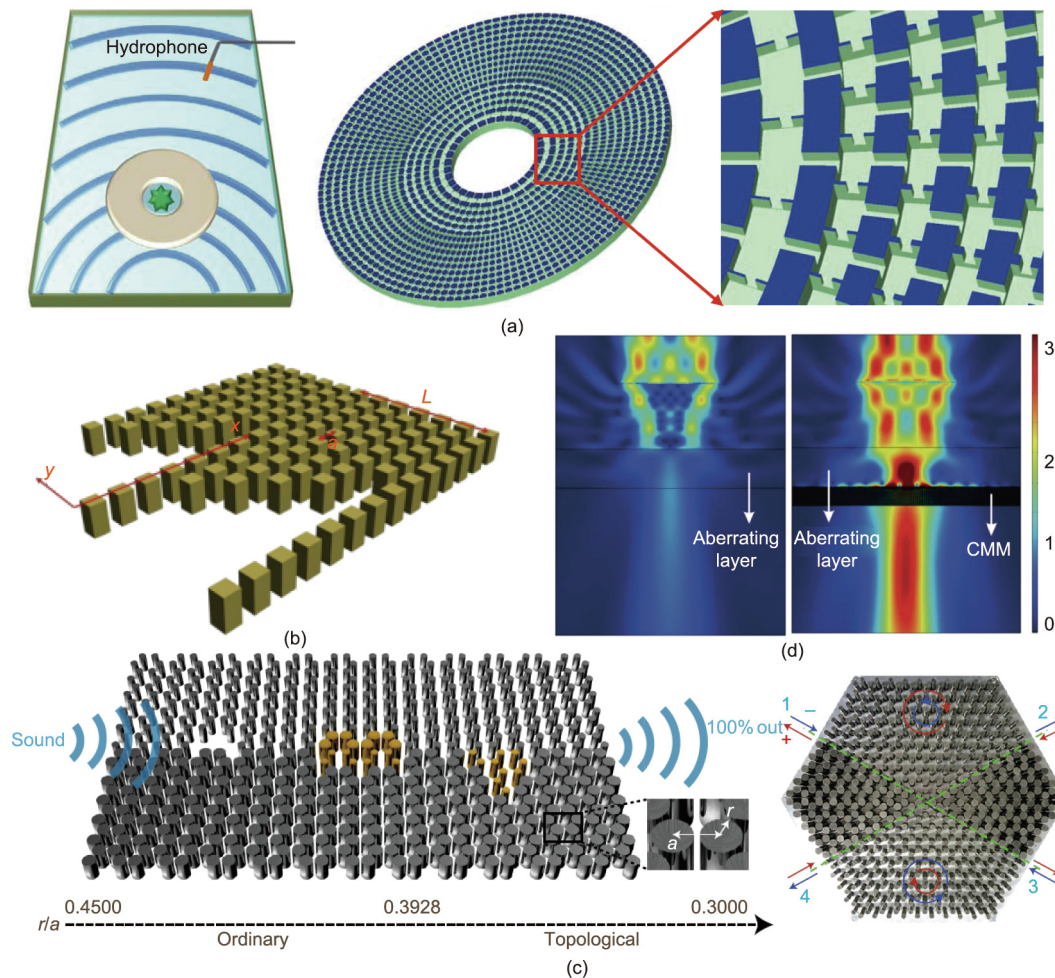 Hydrophone
(a)
L
x
a
y
(b)
Aberrating
layer
Aberrating
layer
CMM
3
2
1
0
(d)
Sound
100% out
r
a
1
−
+
2
4
3
0.4500
0.3928
0.3000
r/a
Ordinary
Topological
(c)